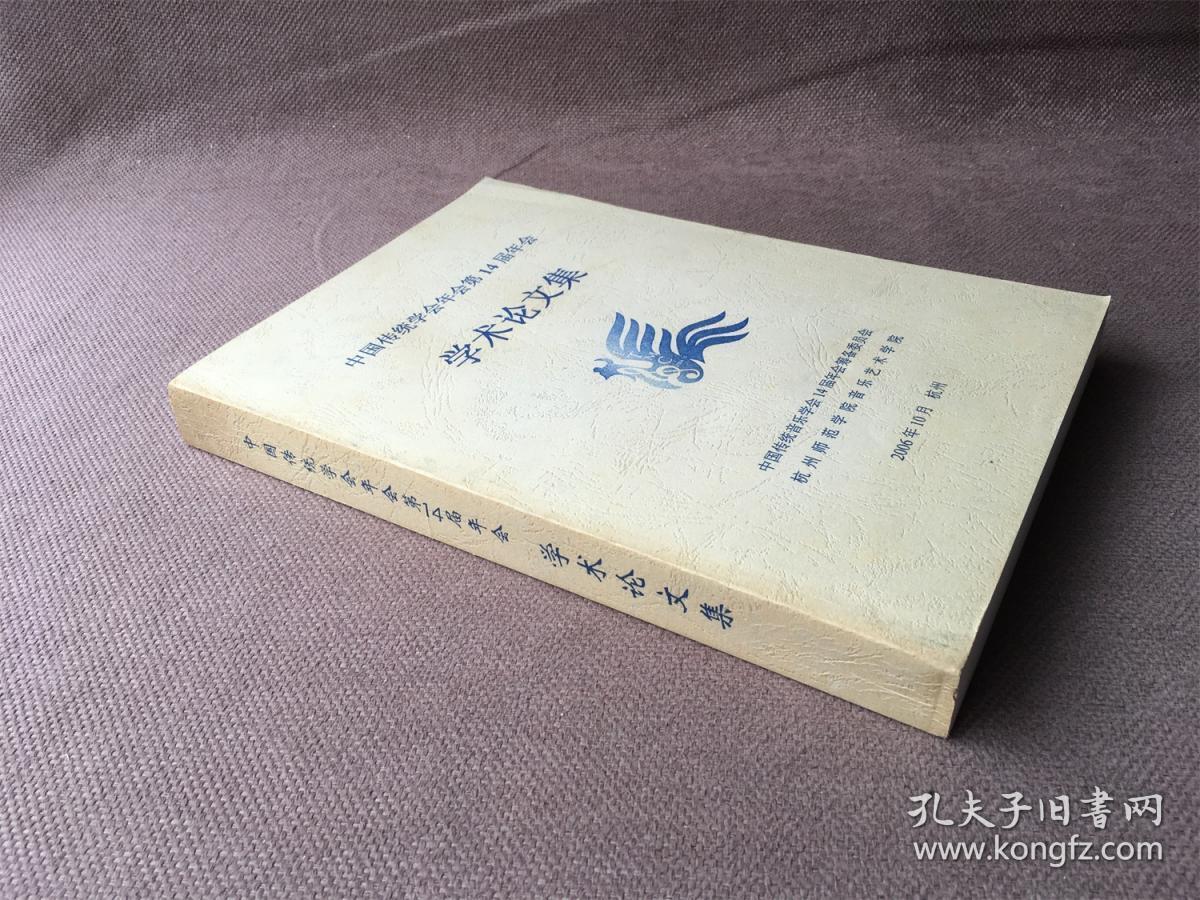 中国传统学会年会第14届年会
学术论文集
中国传统音乐学会14届年会筹备委员会
杭州师范学院音乐艺术学院
2006年10月 杭州
中国传统学会年会第一4届年会 学术论文集
孔夫子旧書网
www.kongfz.com